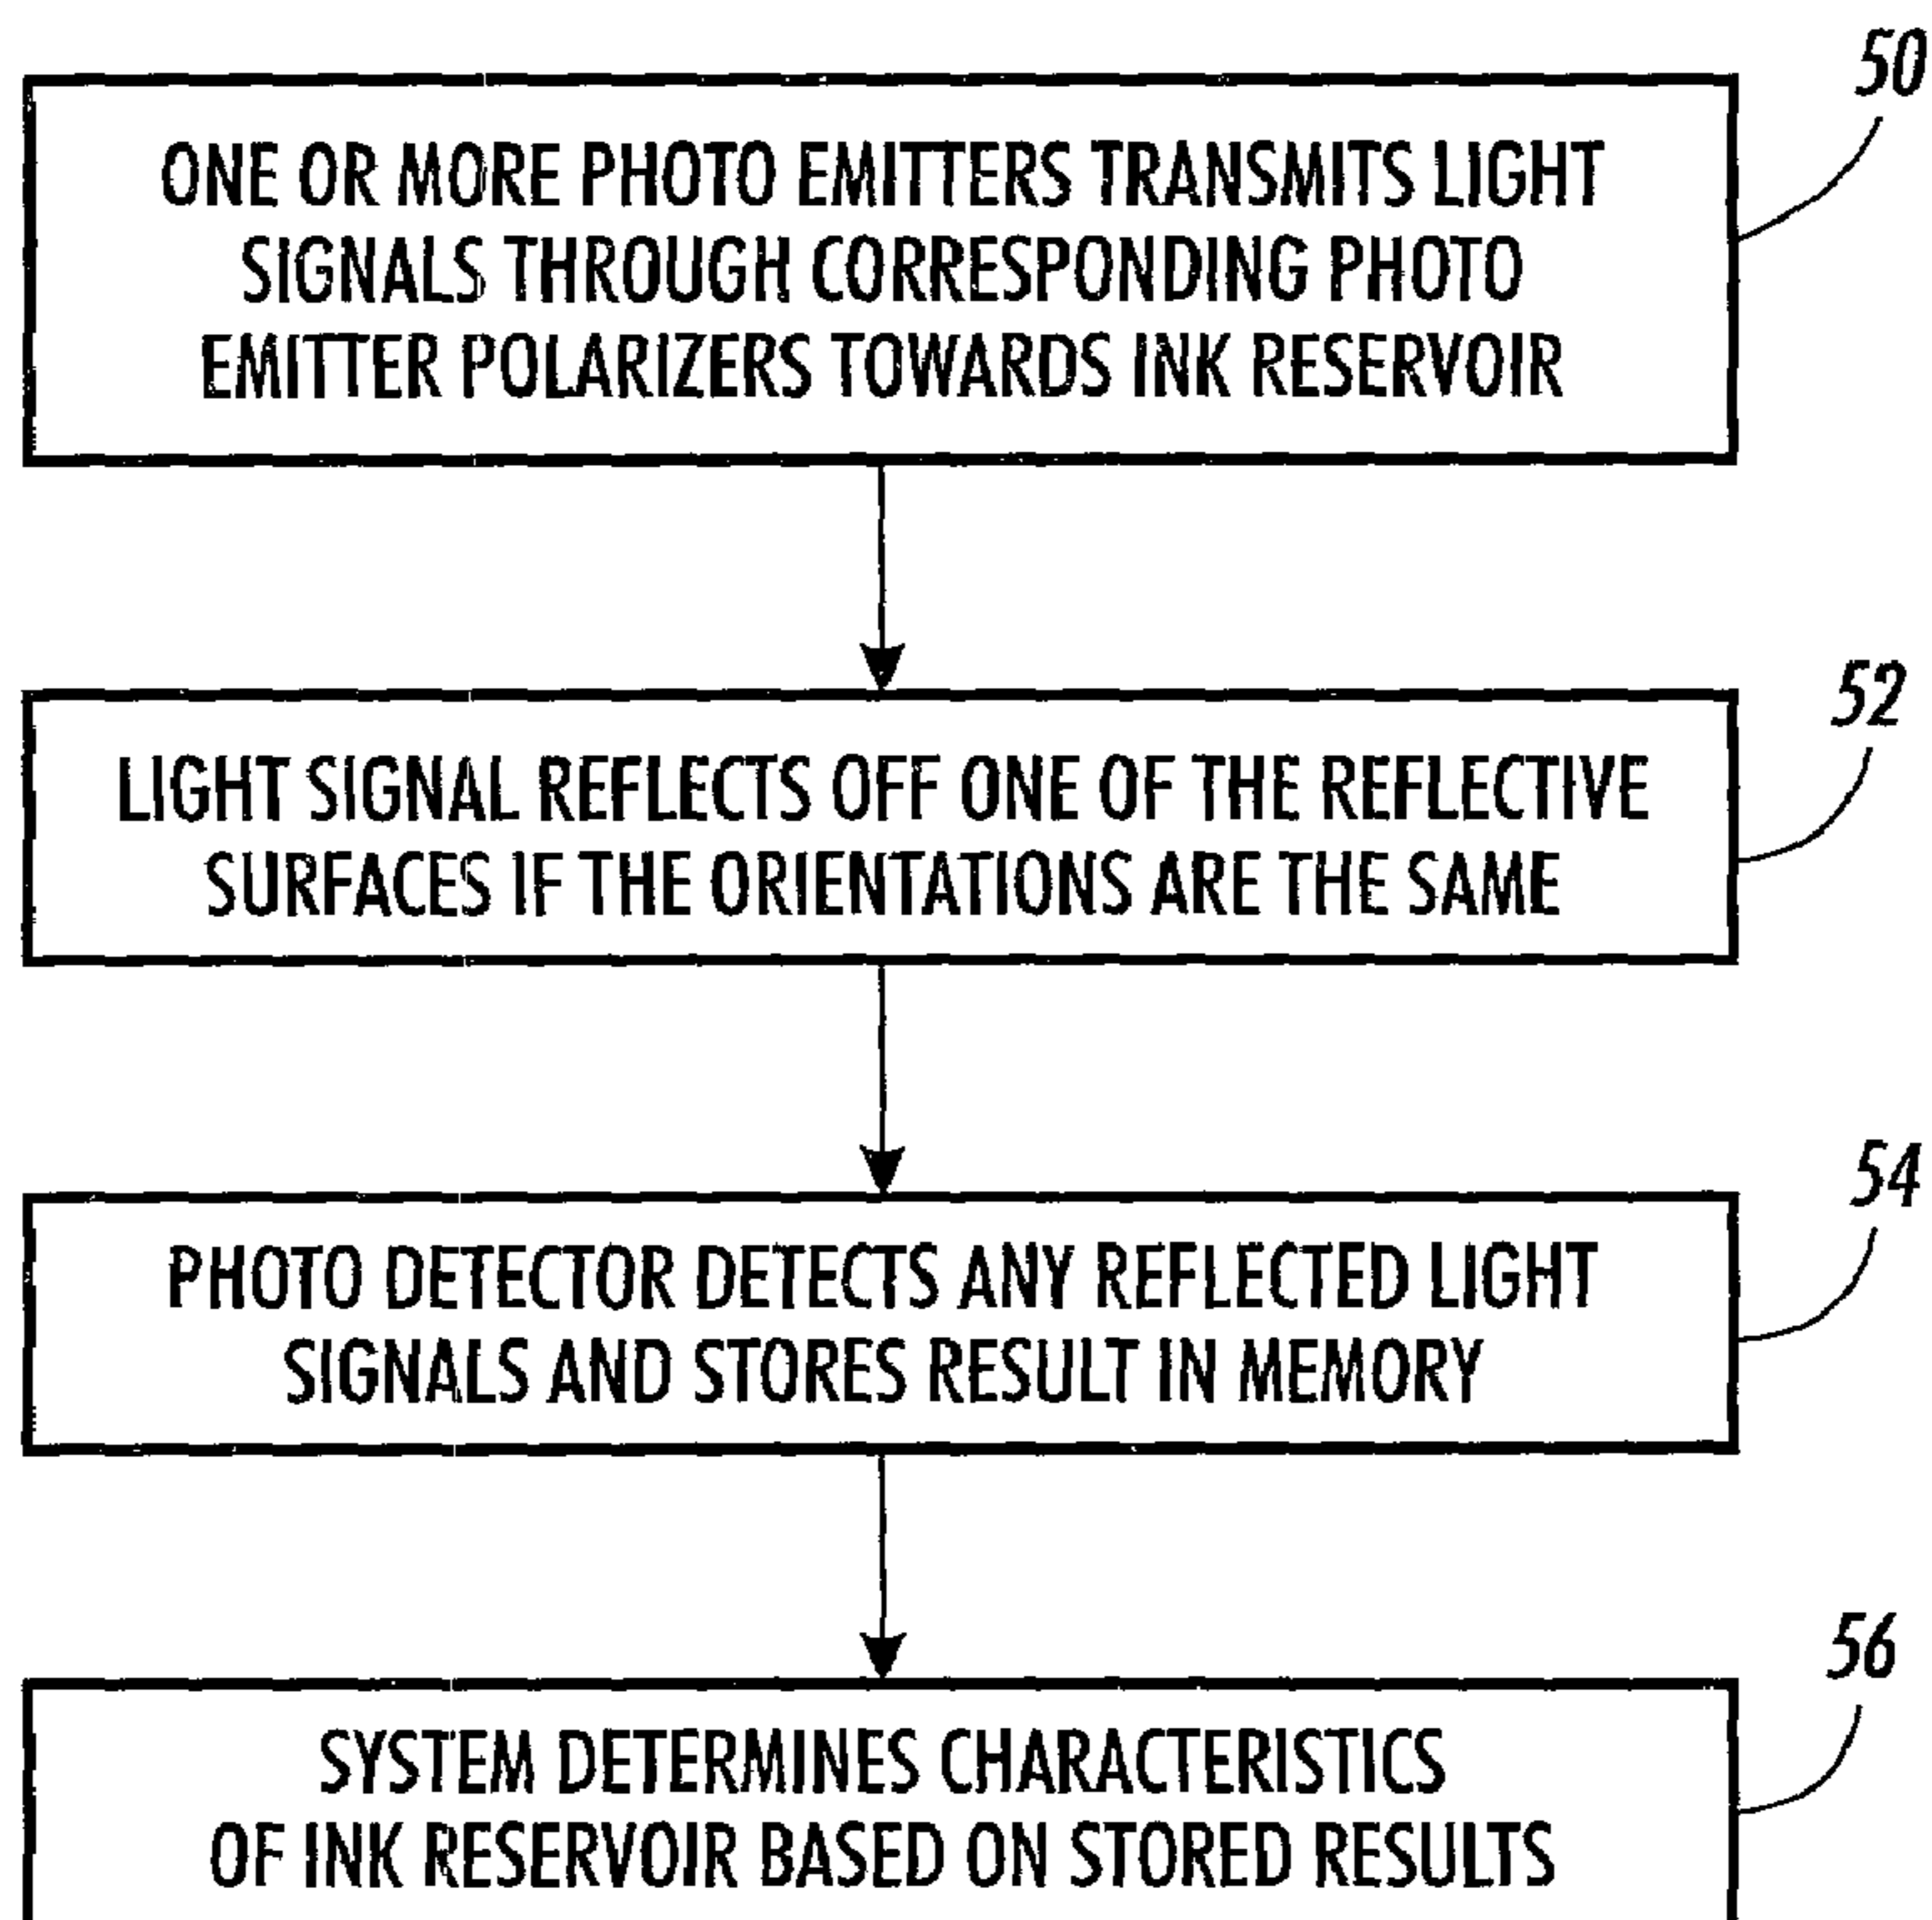 50
ONE OR MORE PHOTO EMITTERS TRANSMITS LIGHT
SIGNALS THROUGH CORRESPONDING PHOTO
EMITTER POLARIZERS TOWARDS INK RESERVOIR
52
LIGHT SIGNAL REFLECTS OFF ONE OF THE REFLECTIVE
SURFACES IF THE ORIENTATIONS ARE THE SAME
54
PHOTO DETECTOR DETECTS ANY REFLECTED LIGHT
SIGNALS AND STORES RESULT IN MEMORY
56
SYSTEM DETERMINES CHARACTERISTICS
OF INK RESERVOIR BASED ON STORED RESULTS